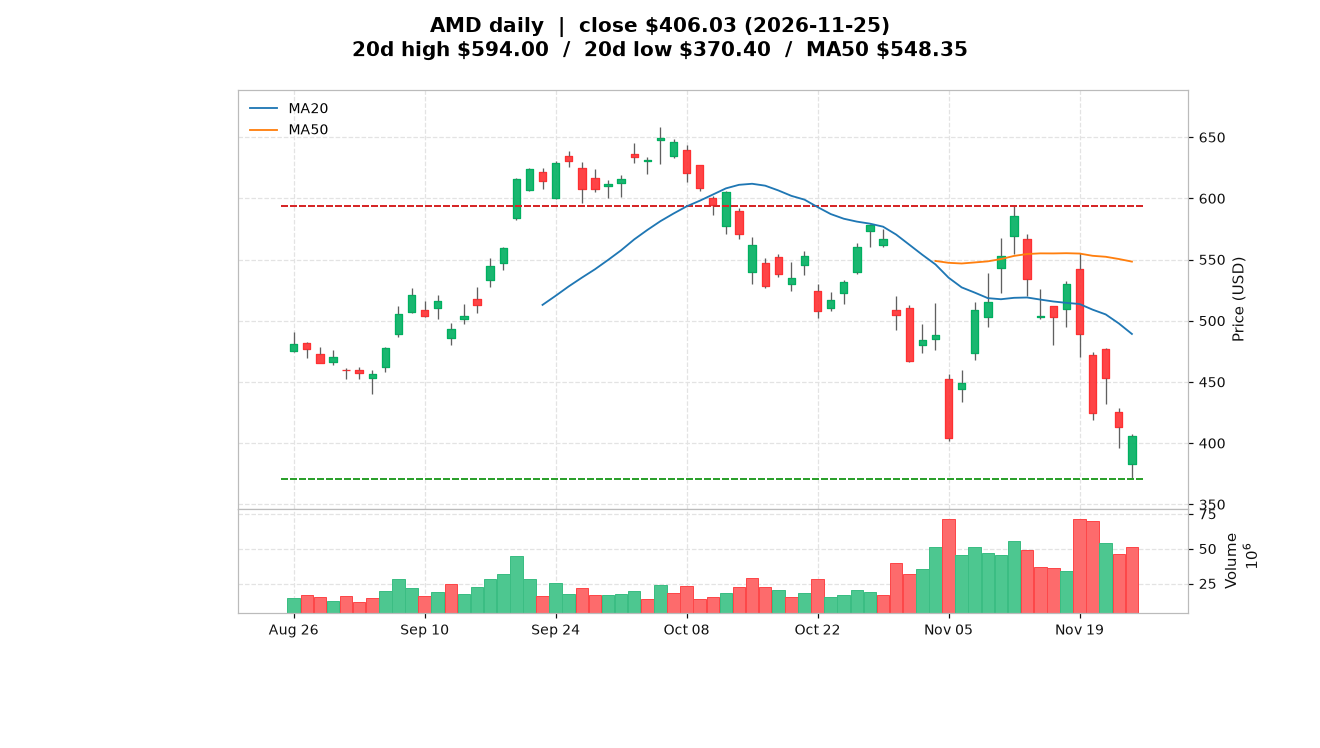 AMD daily | close $406.03 (2026-11-25)
20d high $594.00 / 20d low $370.40 / MA50 $548.35
MA20
MA50
650
600
550
500
450
400
350
Price (USD)
75
50
25
Volume
10⁶
Aug 26
Sep 10
Sep 24
Oct 08
Oct 22
Nov 05
Nov 19